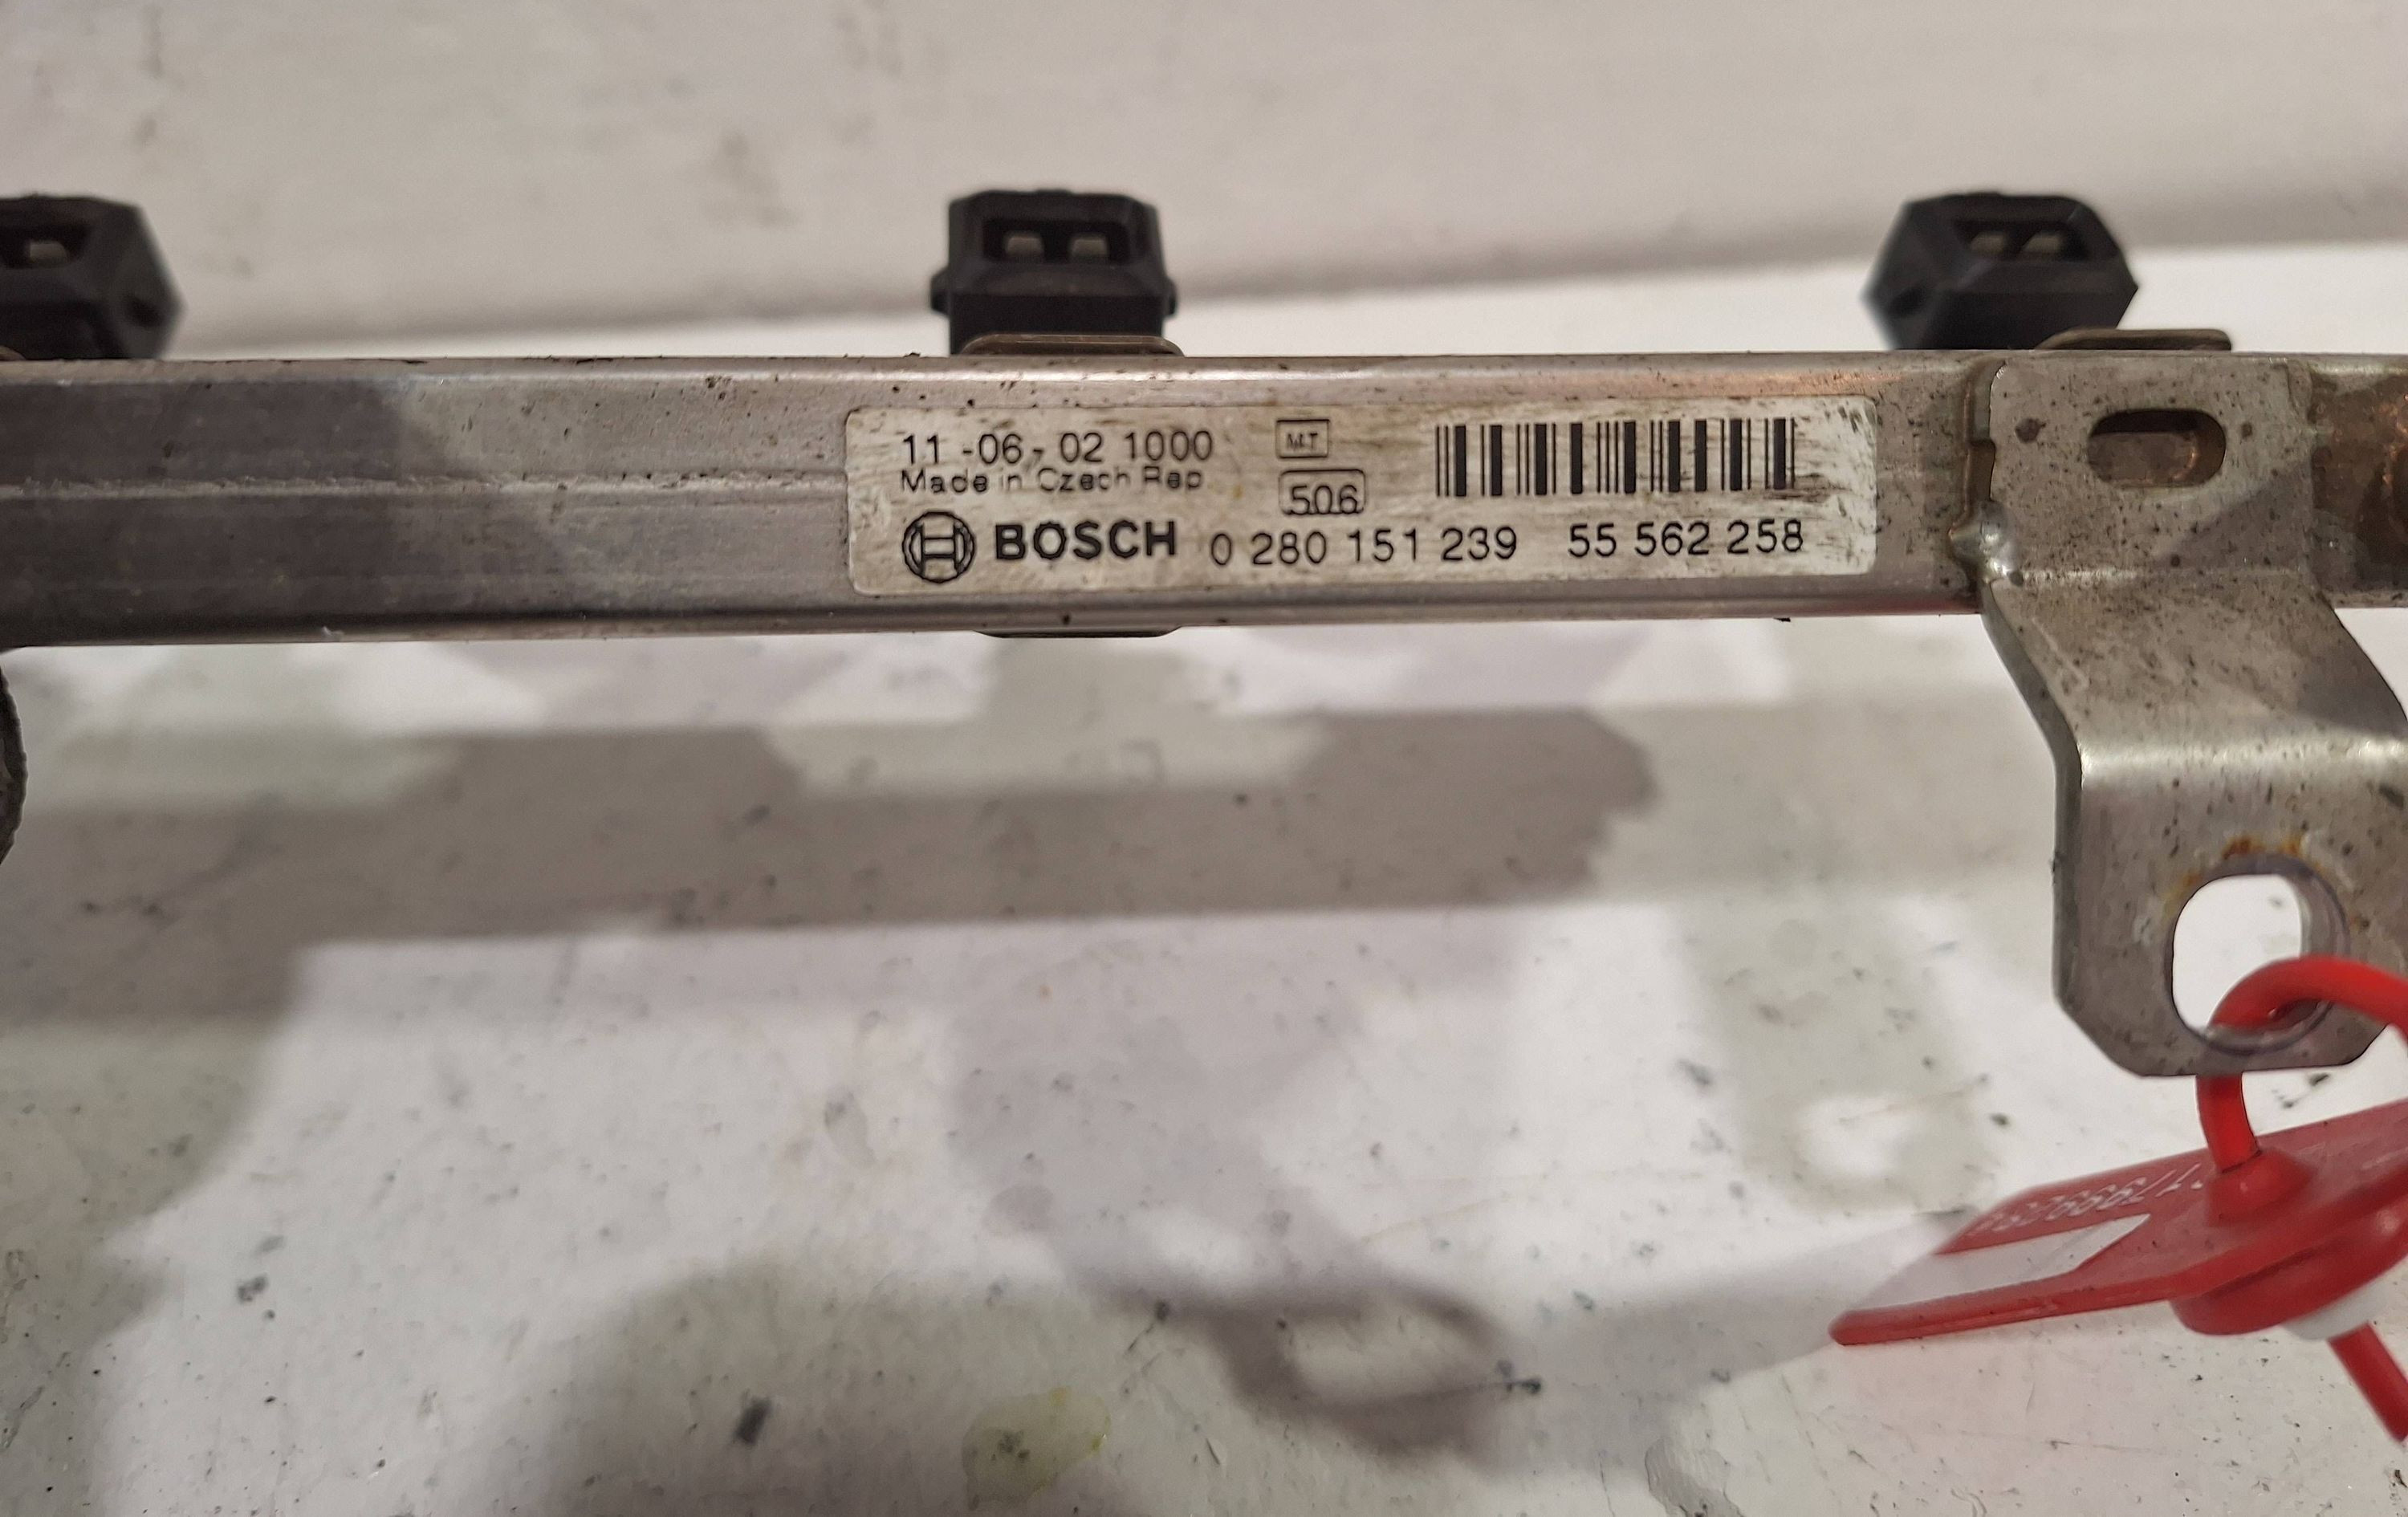 11-06-02 1000
Made in Czech Rep
MT
506
BOSCH 0 280 151 239 55 562 258